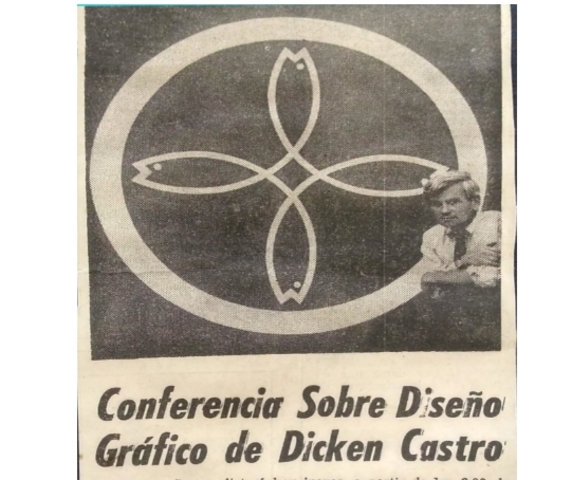 Conferencia Sobre Diseño
Gráfico de Dicken Castro